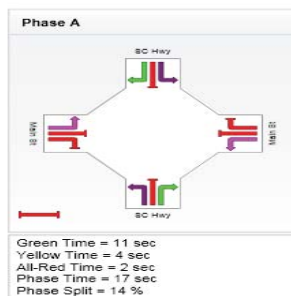 Phase A
SC Hwy
Main St
Main St
SC Hwy
Green Time = 11 sec
Yellow Time = 4 sec
All-Red Time = 2 sec
Phase Time = 17 sec
Phase Split = 14 %